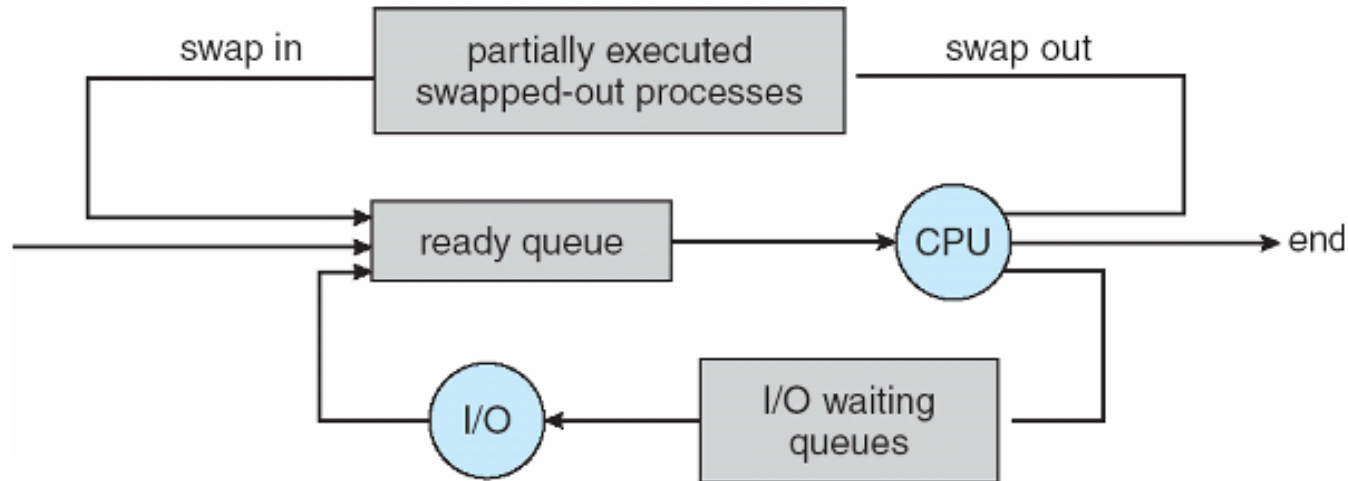 swap in
partially executed
swapped-out processes
swap out
ready queue
CPU
end
I/O
I/O waiting
queues